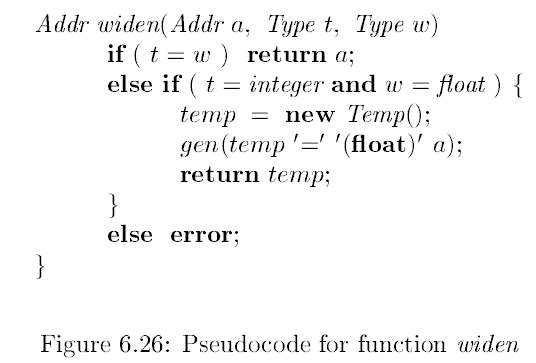 Addr widen(Addr a, Type t, Type w)
if ( t = w ) return a;
else if ( t = integer and w = float ) {
temp = new Temp();
gen(temp '=' '(float)' a);
return temp;
}
else error;
}
Figure 6.26: Pseudocode for function widen